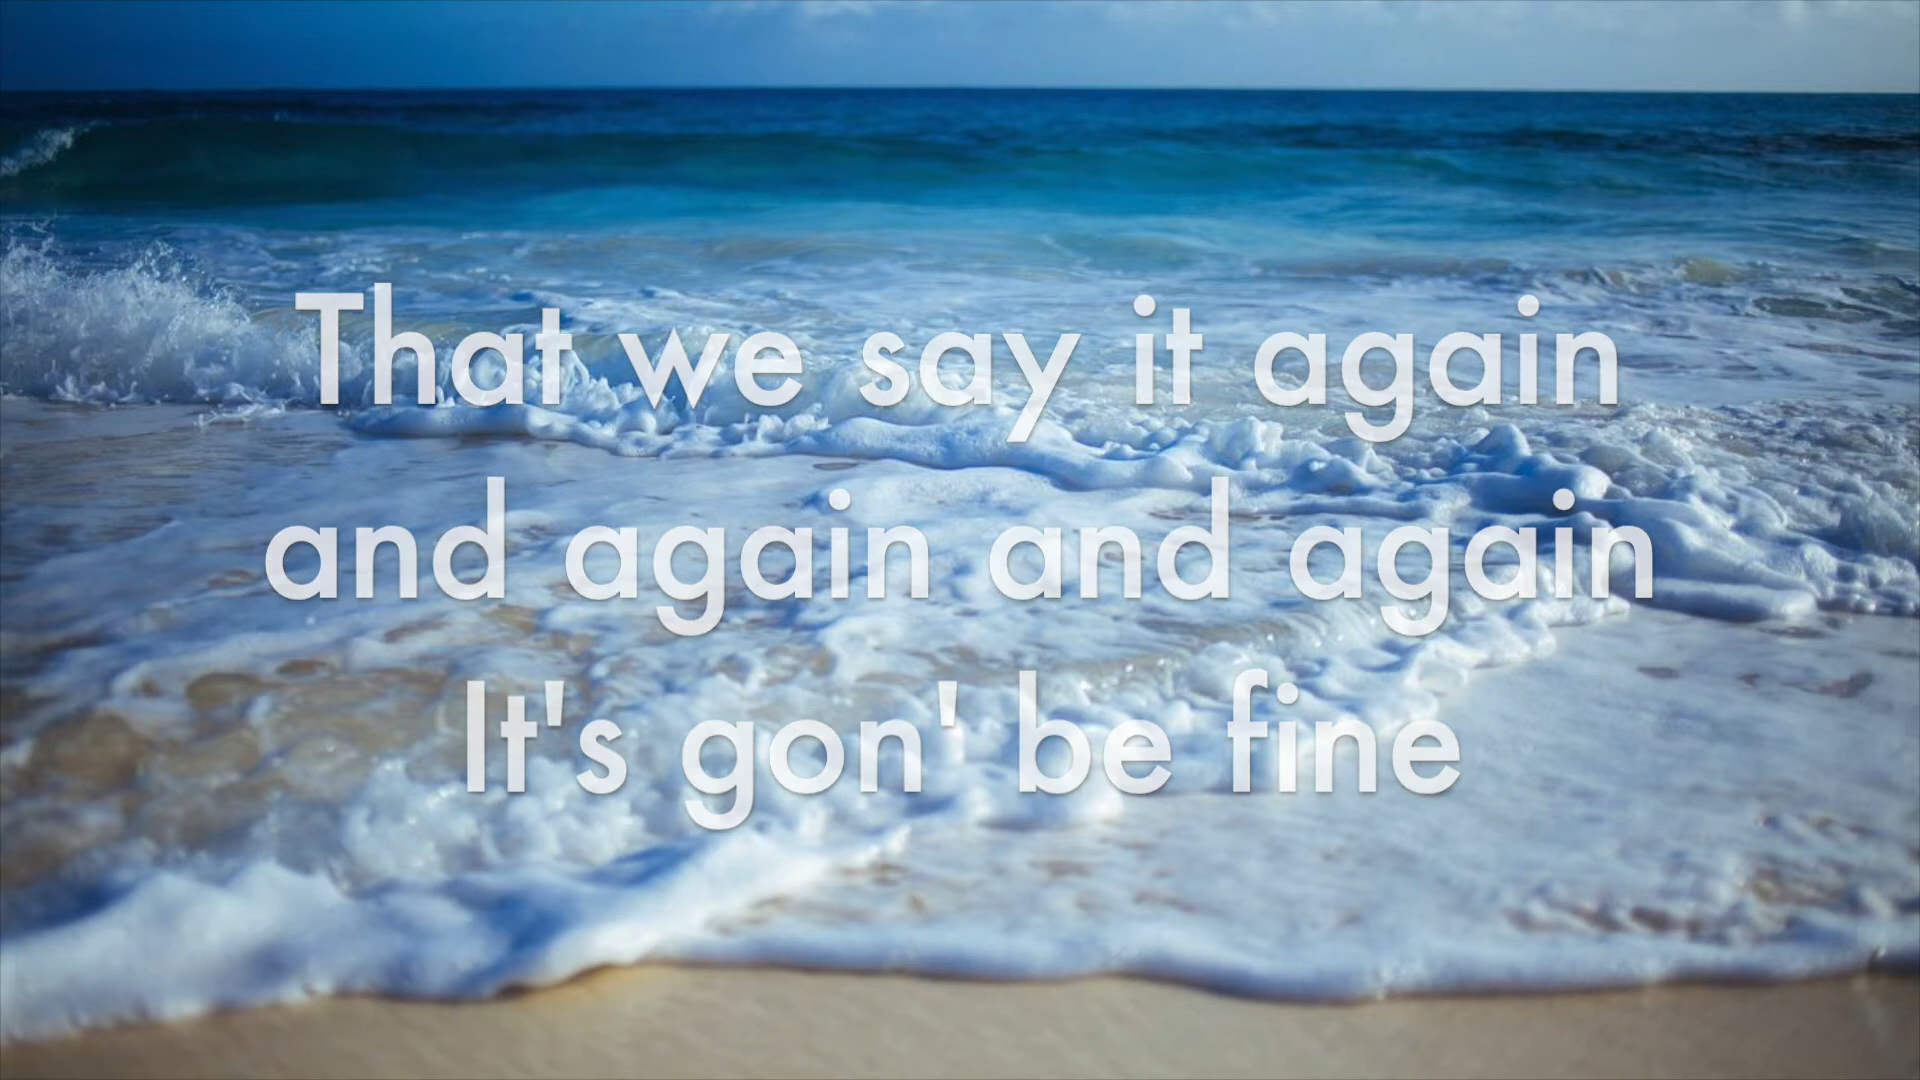 That we say it again
and again and again
It's gon' be fine